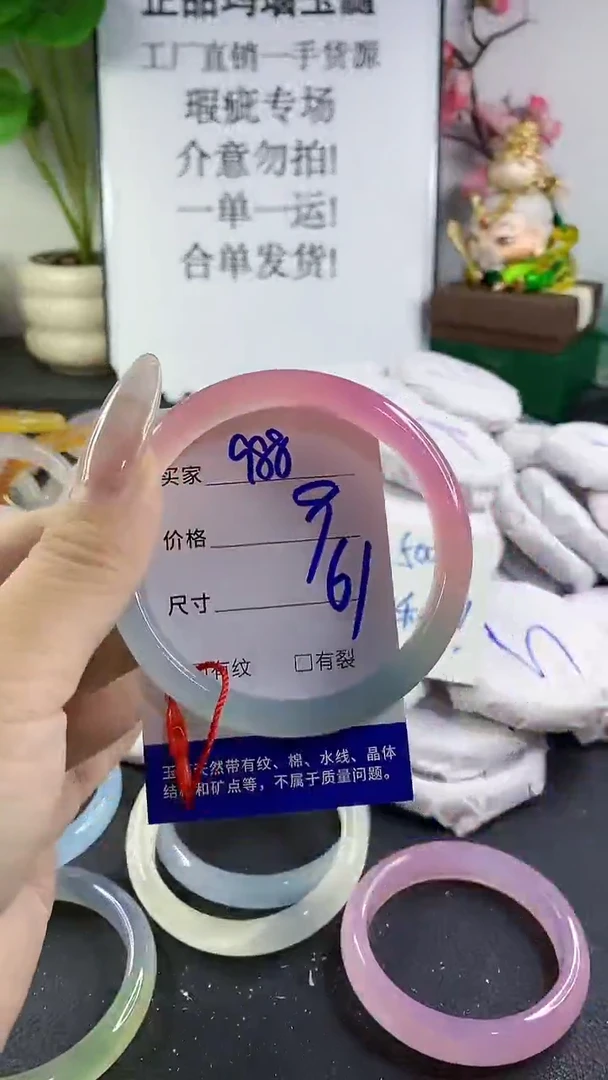 正品玛瑙玉髓
工厂直销一手货源
瑕疵专场
介意勿拍!
一单一运!
合单发货!
买家 988
价格 9
尺寸 61
有纹 □有裂
玉 天然带有纹、棉、水线、晶体
结 和矿点等，不属于质量问题。